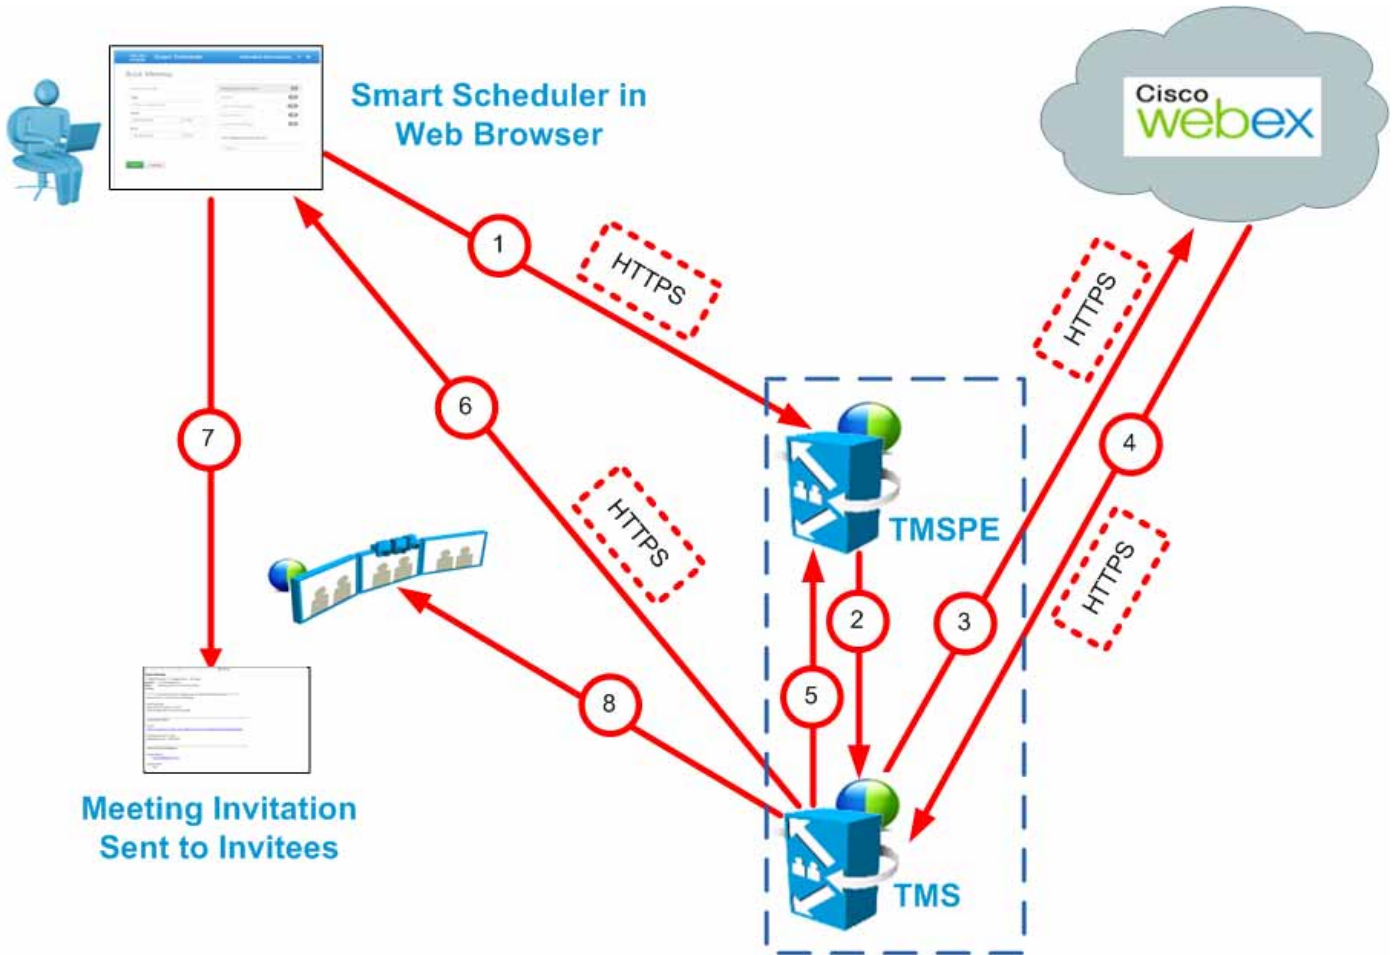 Smart Scheduler in
Web Browser
Cisco
webex
1
HTTPS
HTTPS
6
4
7
HTTPS
TMSPE
HTTPS
2
3
5
8
Meeting Invitation
Sent to Invitees
TMS